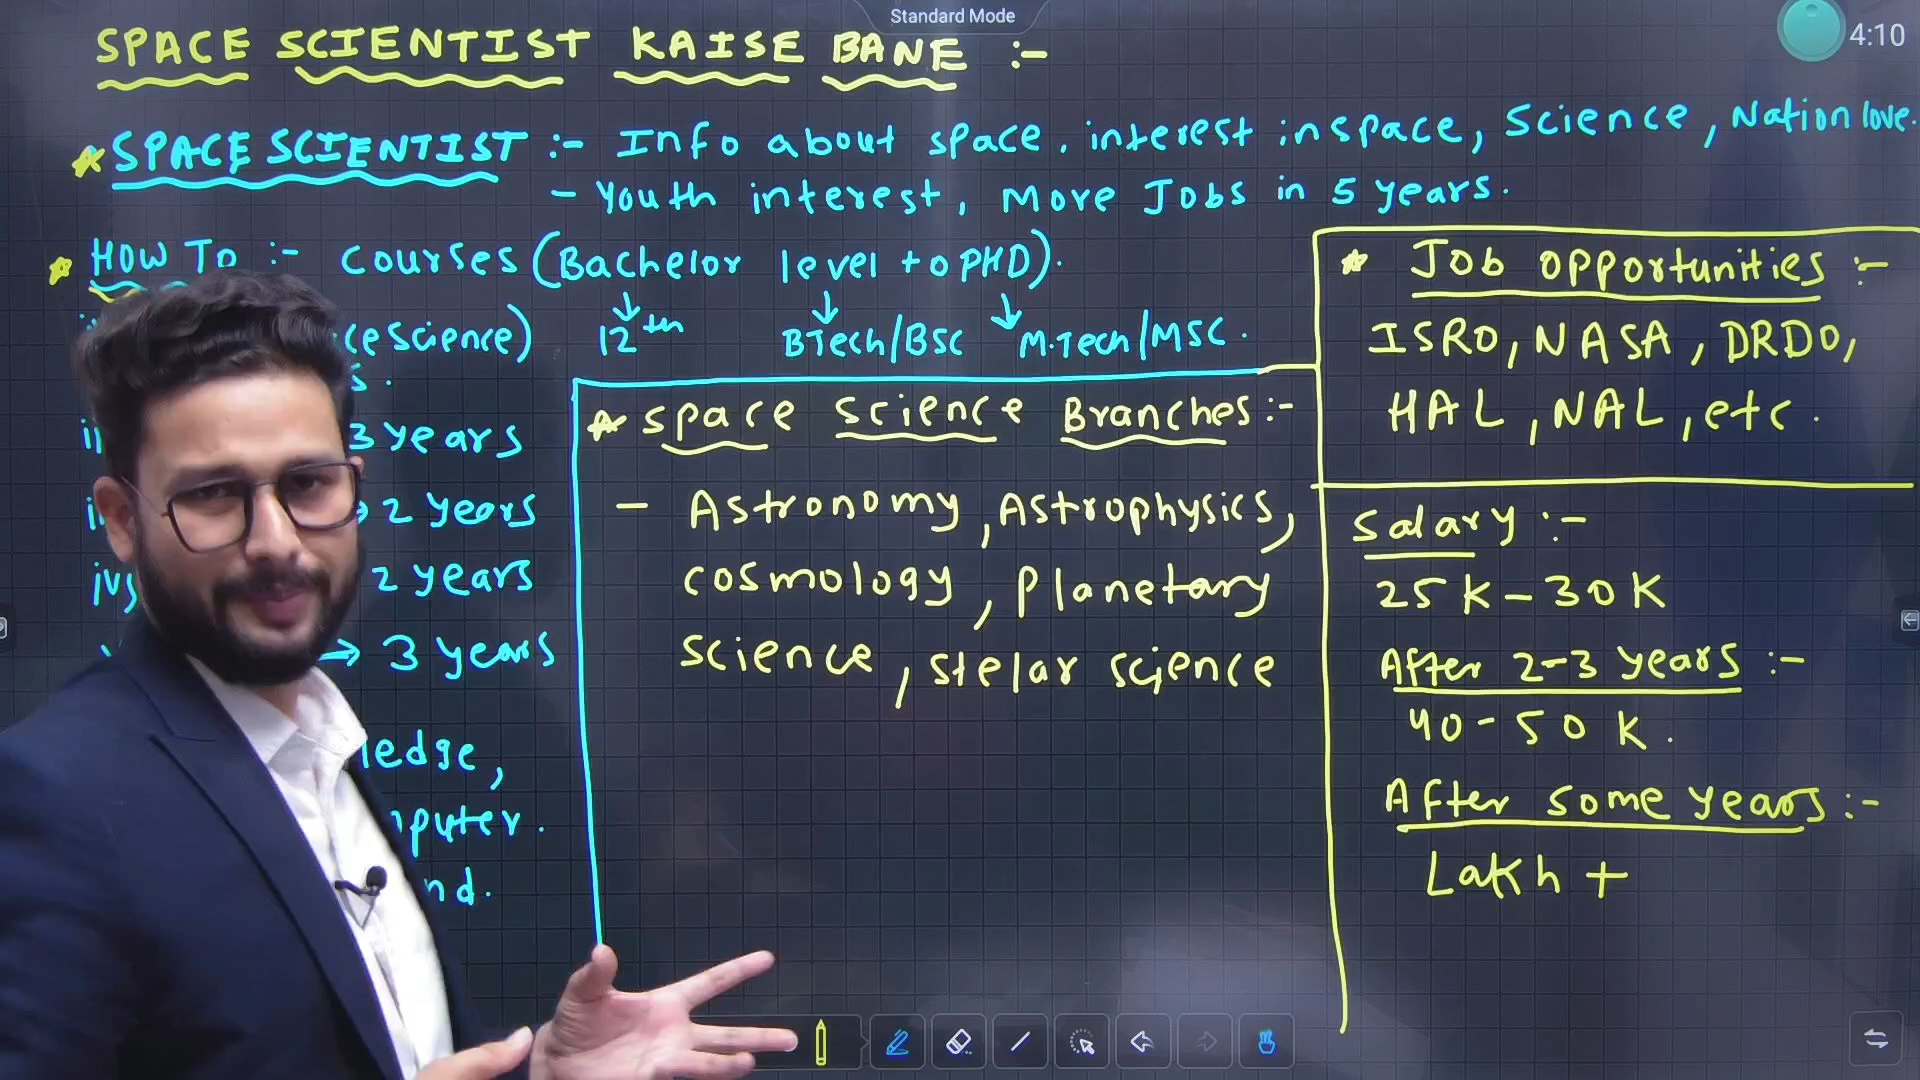 Standard Mode
4:10
SPACE SCIENTIST KAISE BANE :-
SPACE SCIENTIST :- Info about space, interest in space, Science, Nation love.
- Youth interest, More Jobs in 5 years.
HOW TO :- Courses (Bachelor level to PHD).
ce science) 12th BTech/BSC M.Tech/MSC.
s.
3 years
→ 2 years
iv) 2 years
→ 3 years
ledge,
mputer.
nd.
Space Science Branches :-
- Astronomy, Astrophysics,
cosmology, Planetary
science, stelar science
Job opportunities :-
ISRO, NASA, DRDO,
HAL, NAL, etc.
Salary :-
25K - 30K
After 2-3 years :-
40-50 K.
After some years :-
Lakh +